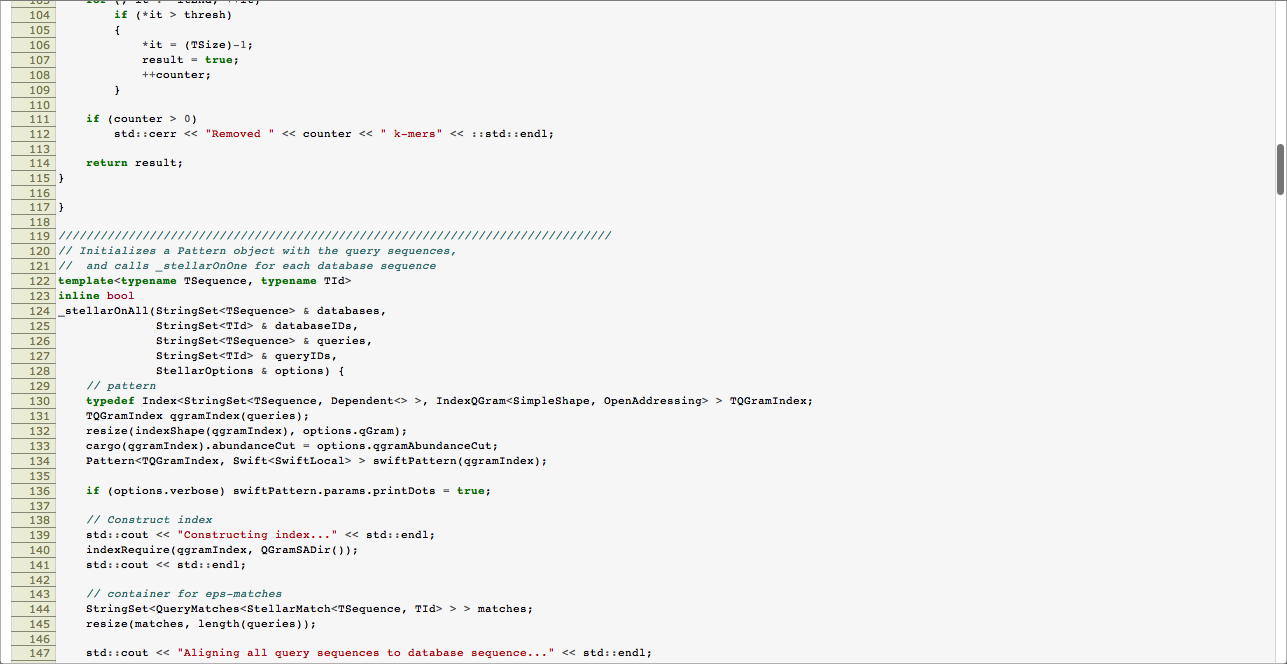 103     for (; it != itEnd; ++it)
104         if (*it > thresh)
105         {
106             *it = (TSize)-1;
107             result = true;
108             ++counter;
109         }
110
111     if (counter > 0)
112         std::cerr << "Removed " << counter << " k-mers" << ::std::endl;
113
114     return result;
115 }
116
117 }
118
119 ///////////////////////////////////////////////////////////////////////////////
120 // Initializes a Pattern object with the query sequences,
121 //  and calls _stellarOnOne for each database sequence
122 template<typename TSequence, typename TId>
123 inline bool
124 _stellarOnAll(StringSet<TSequence> & databases,
125               StringSet<TId> & databaseIDs,
126               StringSet<TSequence> & queries,
127               StringSet<TId> & queryIDs,
128               StellarOptions & options) {
129     // pattern
130     typedef Index<StringSet<TSequence, Dependent<> >, IndexQGram<SimpleShape, OpenAddressing> > TQGramIndex;
131     TQGramIndex qgramIndex(queries);
132     resize(indexShape(qgramIndex), options.qGram);
133     cargo(qgramIndex).abundanceCut = options.qgramAbundanceCut;
134     Pattern<TQGramIndex, Swift<SwiftLocal> > swiftPattern(qgramIndex);
135
136     if (options.verbose) swiftPattern.params.printDots = true;
137
138     // Construct index
139     std::cout << "Constructing index..." << std::endl;
140     indexRequire(qgramIndex, QGramSADir());
141     std::cout << std::endl;
142
143     // container for eps-matches
144     StringSet<QueryMatches<StellarMatch<TSequence, TId> > > matches;
145     resize(matches, length(queries));
146
147     std::cout << "Aligning all query sequences to database sequence..." << std::endl;